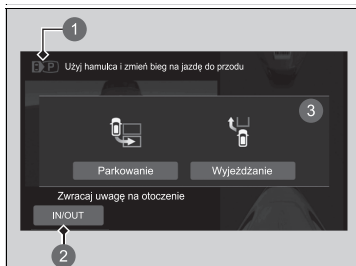 1
P Użyj hamulca i zmień bieg na jazdę do przodu
3
Parkowanie Wyjeżdżanie
Zwracaj uwagę na otoczenie
IN/OUT
2